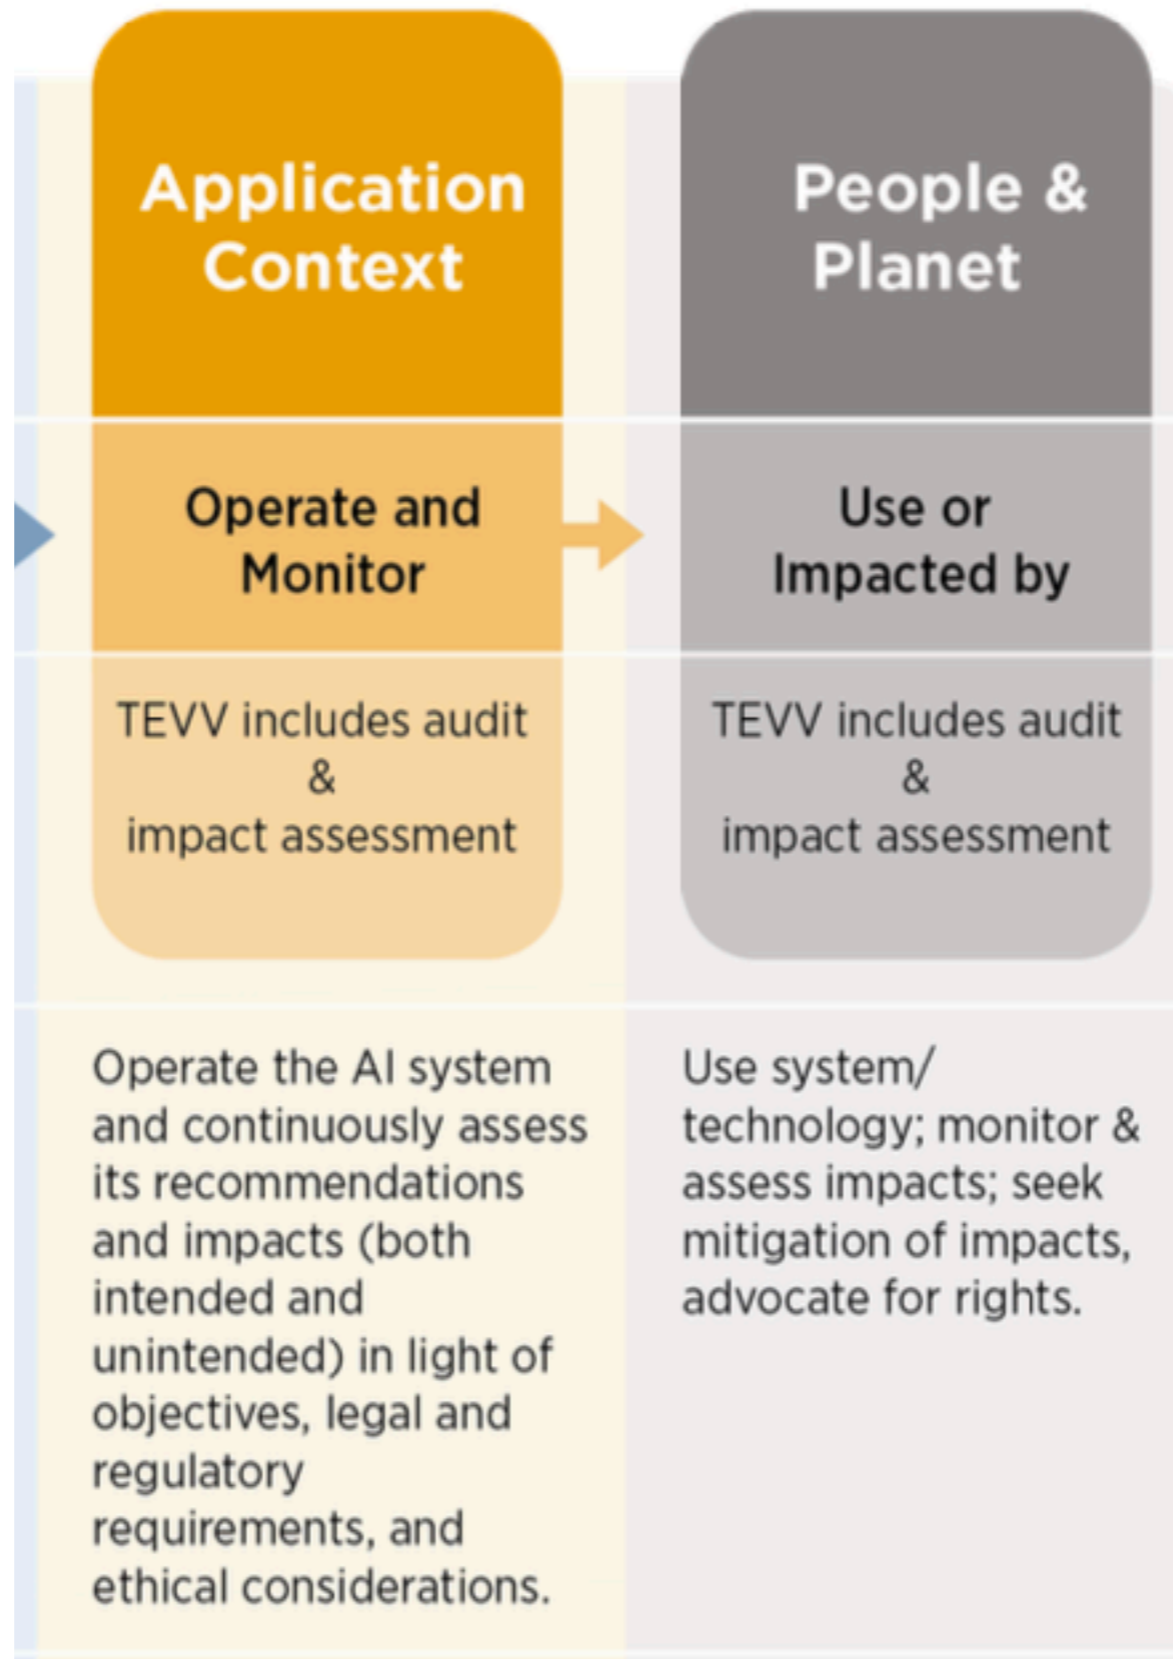 Application
Context
Operate and
Monitor
TEVV includes audit
&
impact assessment
Operate the AI system
and continuously assess
its recommendations
and impacts (both
intended and
unintended) in light of
objectives, legal and
regulatory
requirements, and
ethical considerations.
People &
Planet
Use or
Impacted by
TEVV includes audit
&
impact assessment
Use system/
technology; monitor &
assess impacts; seek
mitigation of impacts,
advocate for rights.